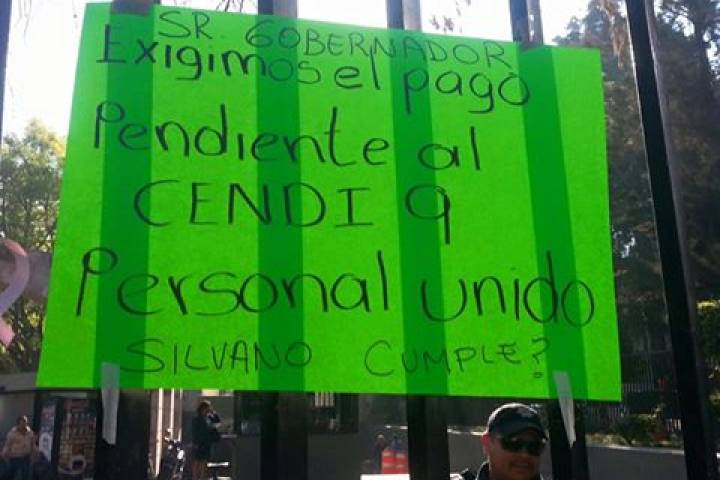 SR. GOBERNADOR
Exigimos el pago
Pendiente al
CENDI 9
Personal unido
SILVANO CUMPLE?